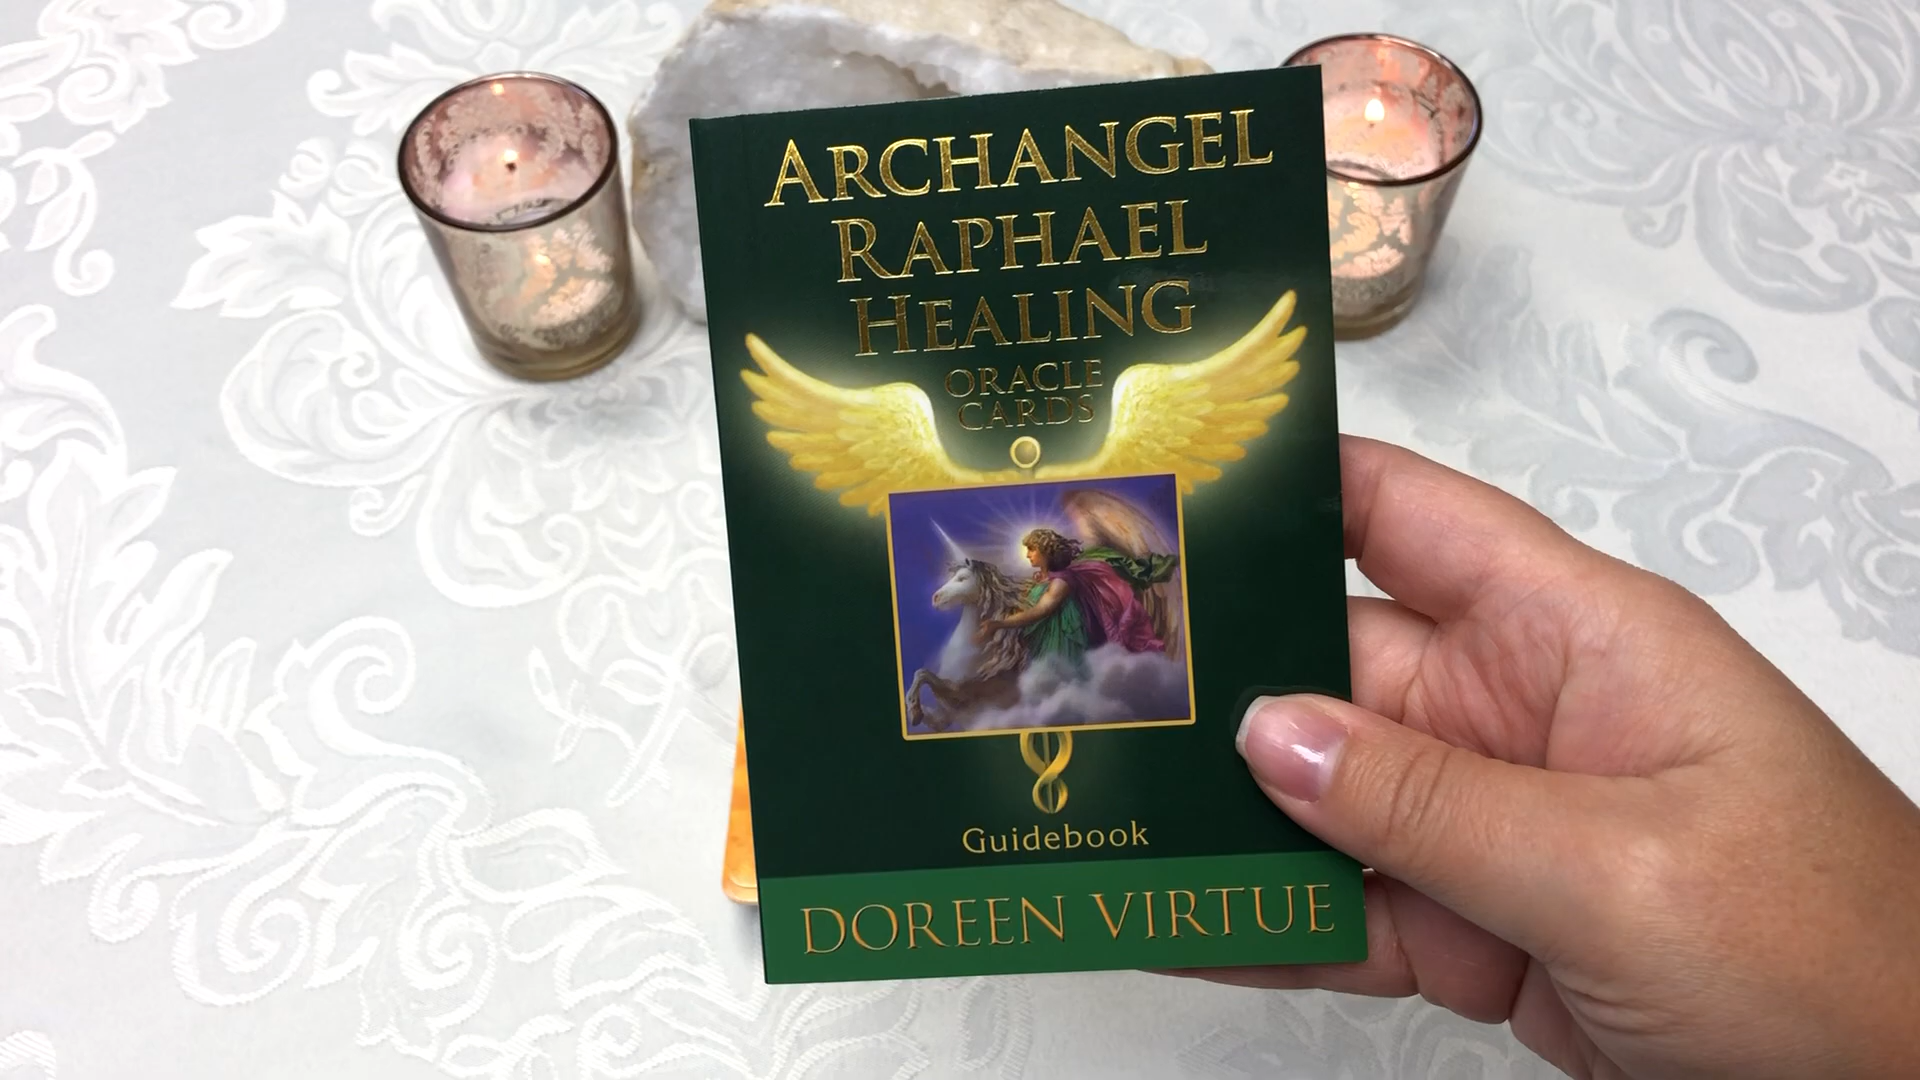 ARCHANGEL
RAPHAEL
HEALING
ORACLE
CARDS
Guidebook
DOREEN VIRTUE